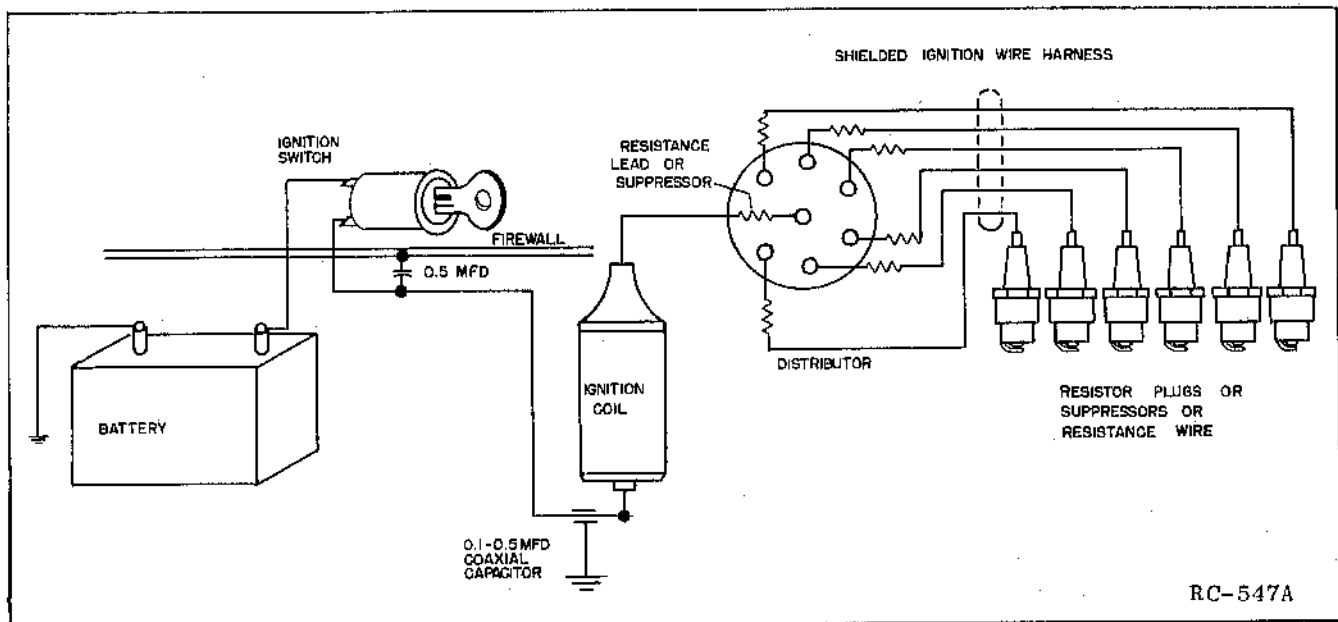 SHIELDED IGNITION WIRE HARNESS
IGNITION
SWITCH
RESISTANCE
LEAD OR
SUPPRESSOR
FIREWALL
0.5 MFD
DISTRIBUTOR
IGNITION
COIL
BATTERY
RESISTOR PLUGS OR
SUPPRESSORS OR
RESISTANCE WIRE
0.1-0.5 MFD
COAXIAL
CAPACITOR
RC-547A